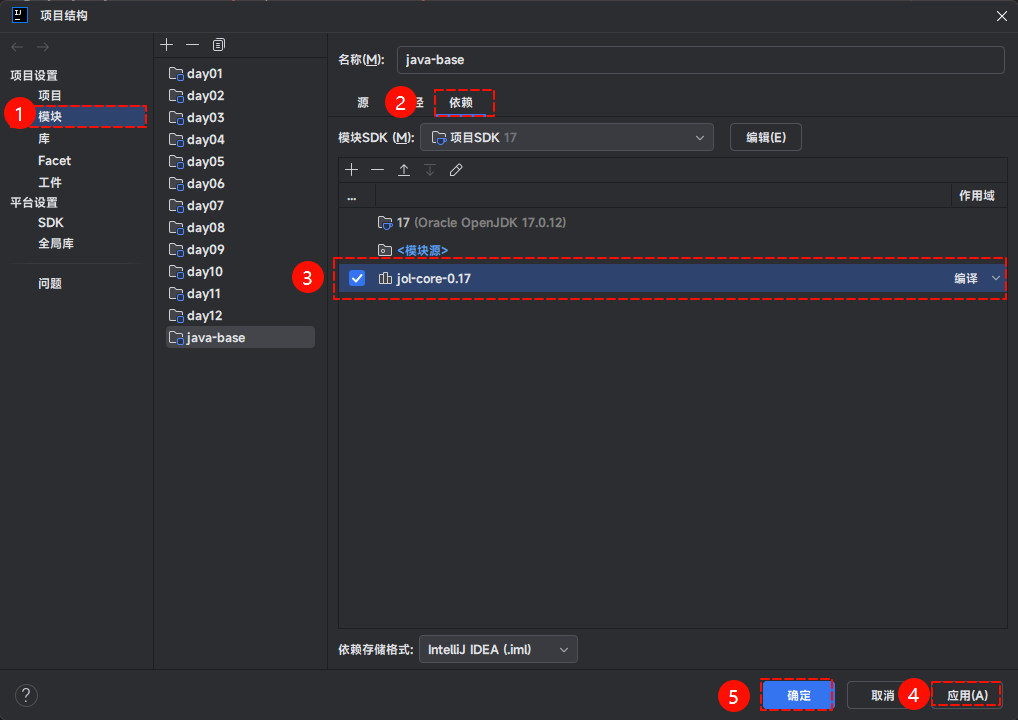 项目结构
项目设置
项目
1
模块
库
Facet
工件
平台设置
SDK
全局库
问题
day01
day02
day03
day04
day05
day06
day07
day08
day09
day10
day11
day12
java-base
名称(M): java-base
源 2 径 依赖
模块SDK (M): 项目SDK 17 编辑(E)
... 作用域
17 (Oracle OpenJDK 17.0.12)
<模块源>
3 jol-core-0.17 编译
依赖存储格式: IntelliJ IDEA (.iml)
? 5 确定 取消 4 应用(A)